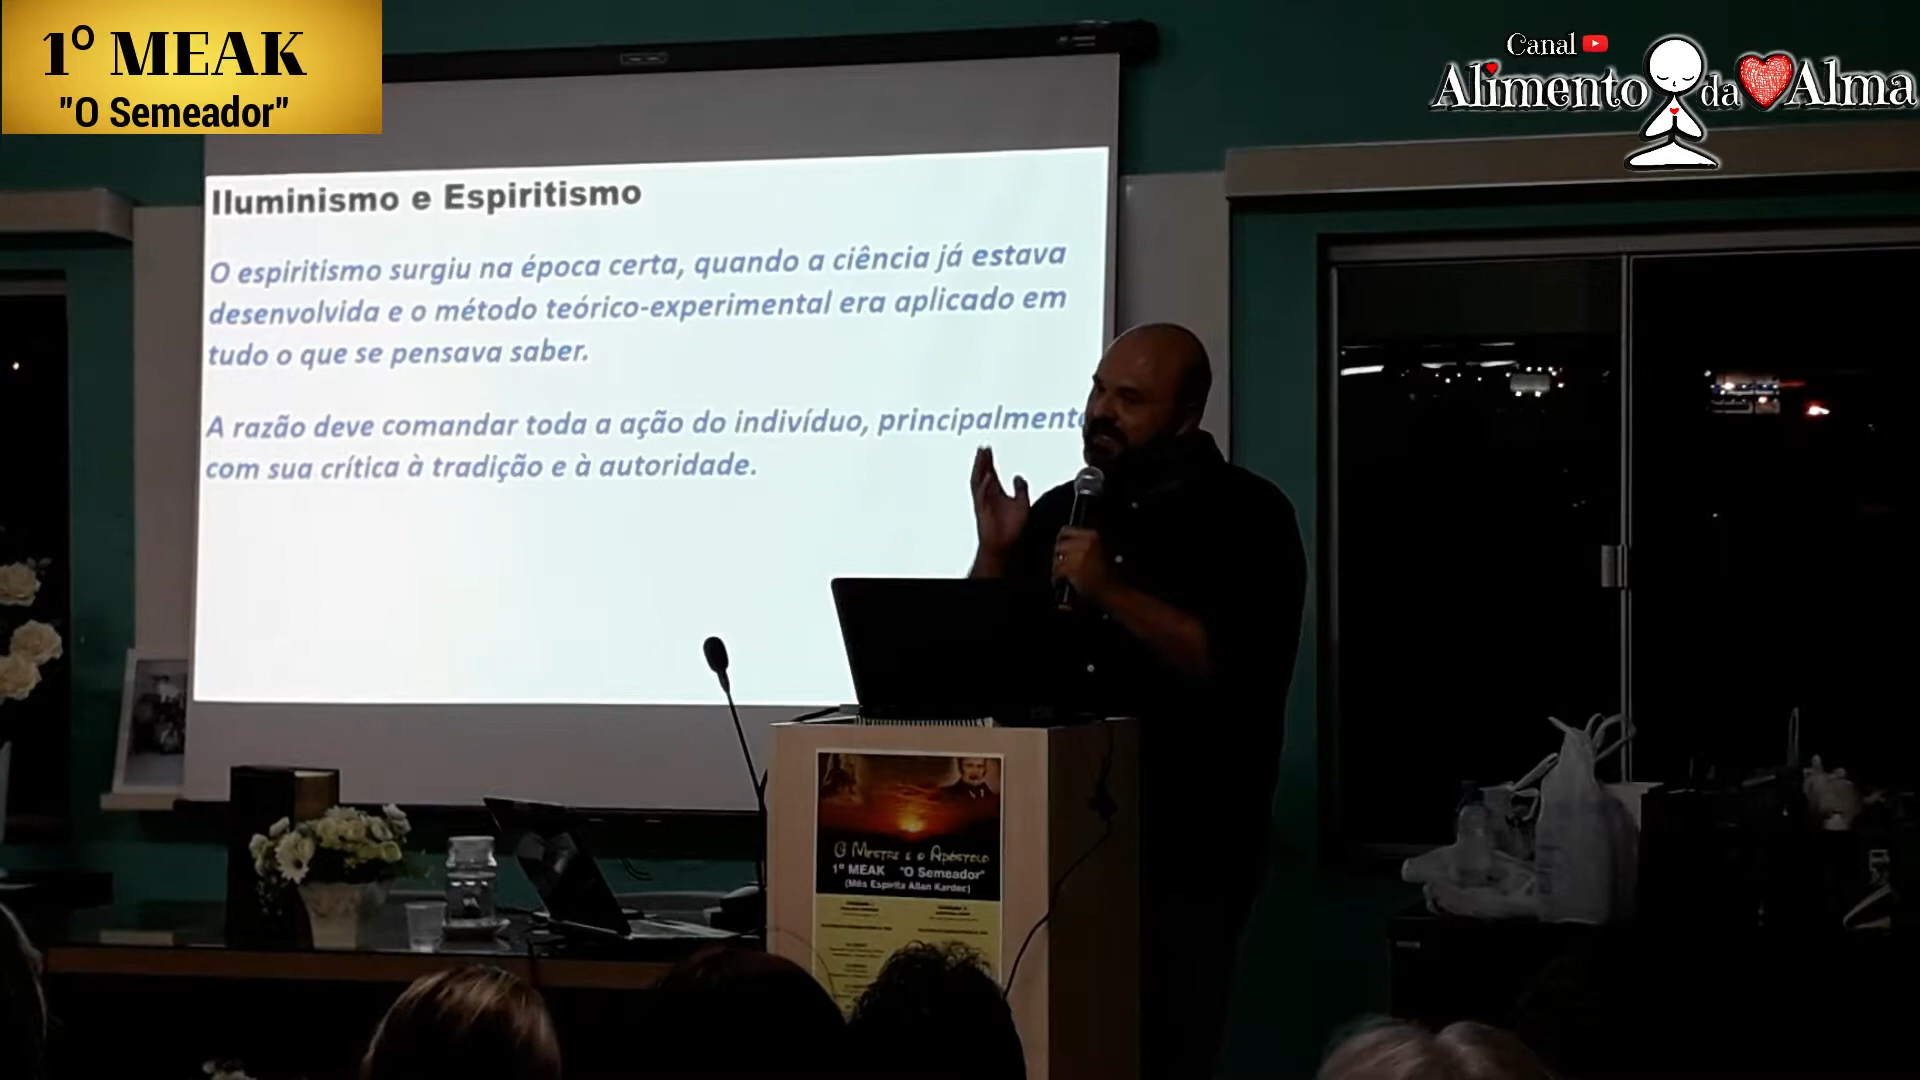 1º MEAK
"O Semeador"
Canal
Alimento da Alma
Iluminismo e Espiritismo
O espiritismo surgiu na época certa, quando a ciência já estava
desenvolvida e o método teórico-experimental era aplicado em
tudo o que se pensava saber.
A razão deve comandar toda a ação do indivíduo, principalmente
com sua crítica à tradição e à autoridade.
O Mestre e o Apóstolo
1º MEAK "O Semeador"
(Mês Espírita Allan Kardec)